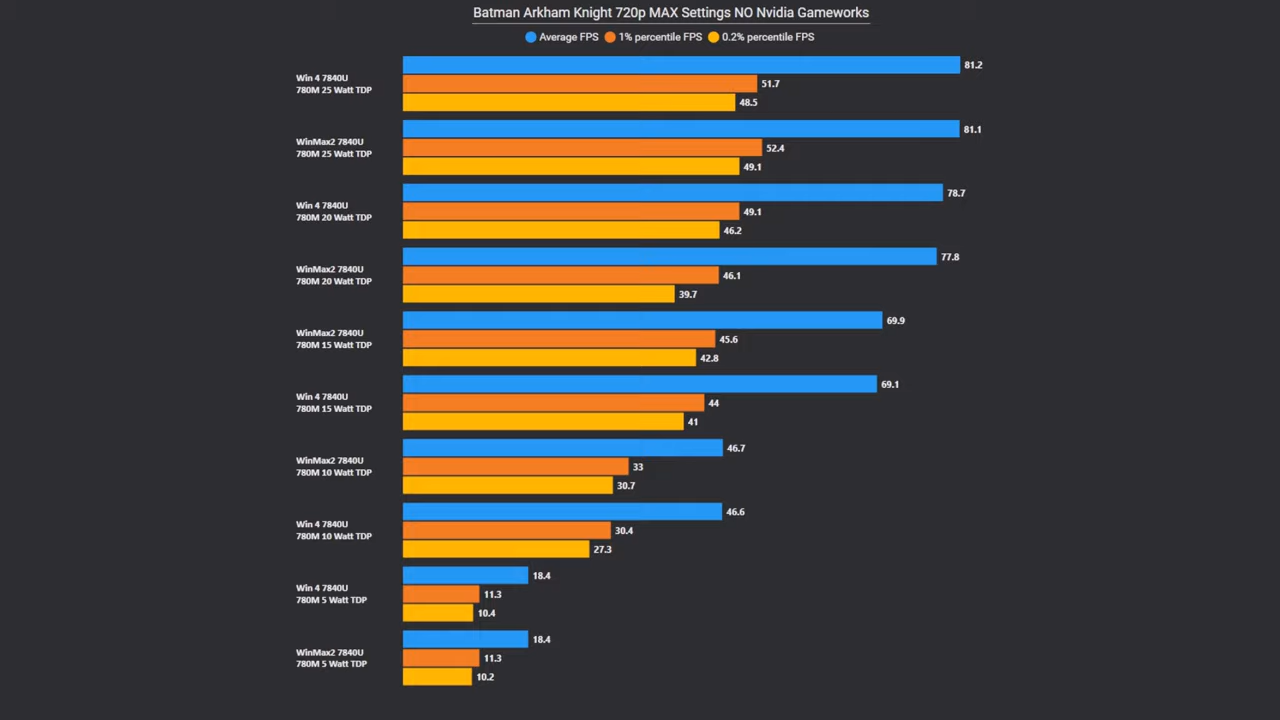 Batman Arkham Knight 720p MAX Settings NO Nvidia Gameworks
Average FPS 1% percentile FPS 0.2% percentile FPS
Win 4 7840U
780M 25 Watt TDP
81.2
51.7
48.5
WinMax2 7840U
780M 25 Watt TDP
81.1
52.4
49.1
Win 4 7840U
780M 20 Watt TDP
78.7
49.1
46.2
WinMax2 7840U
780M 20 Watt TDP
77.8
46.1
39.7
WinMax2 7840U
780M 15 Watt TDP
69.9
45.6
42.8
Win 4 7840U
780M 15 Watt TDP
69.1
44
41
WinMax2 7840U
780M 10 Watt TDP
46.7
33
30.7
Win 4 7840U
780M 10 Watt TDP
46.6
30.4
27.3
Win 4 7840U
780M 5 Watt TDP
18.4
11.3
10.4
WinMax2 7840U
780M 5 Watt TDP
18.4
11.3
10.2